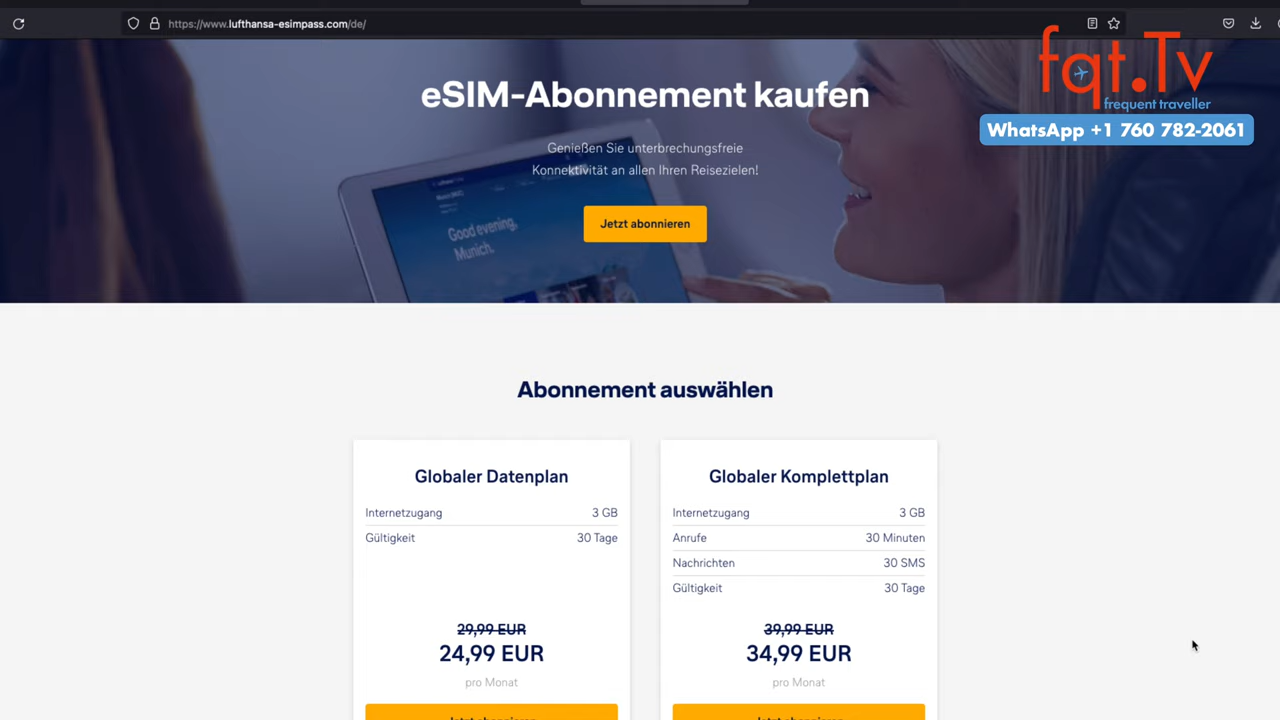 https://www.lufthansa-esimpass.com/de/
fqt.Tv
frequent traveller
WhatsApp +1 760 782-2061
eSIM-Abonnement kaufen
Genießen Sie unterbrechungsfreie
Konnektivität an allen Ihren Reisezielen!
Good evening,
Munich.
Jetzt abonnieren
Abonnement auswählen
Globaler Datenplan
Internetzugang 3 GB
Gültigkeit 30 Tage
29,99 EUR
24,99 EUR
pro Monat
Globaler Komplettplan
Internetzugang 3 GB
Anrufe 30 Minuten
Nachrichten 30 SMS
Gültigkeit 30 Tage
39,99 EUR
34,99 EUR
pro Monat